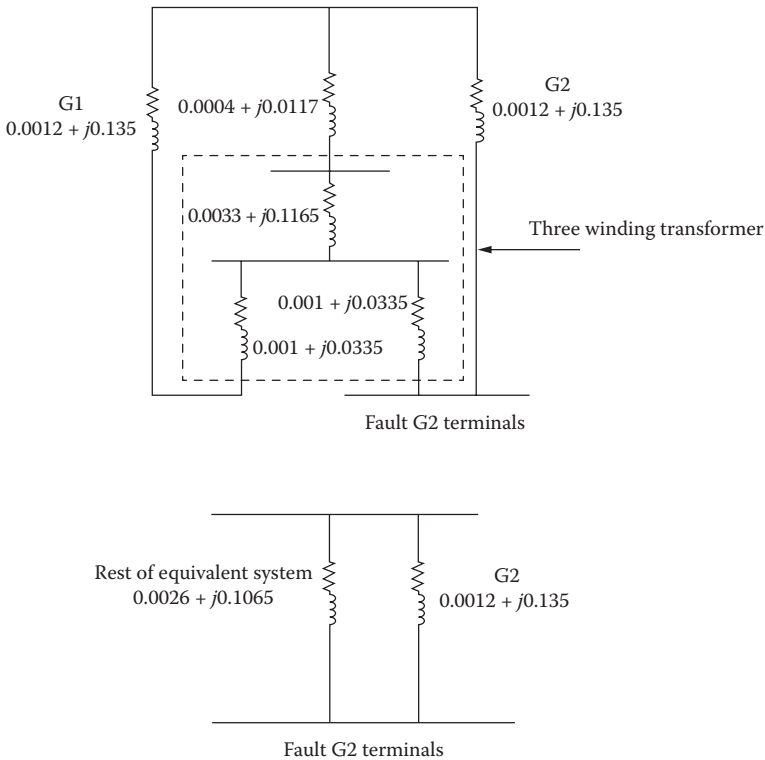 G1
0.0012 + j0.135
0.0004 + j0.0117
G2
0.0012 + j0.135
0.0033 + j0.1165
Three winding transformer
0.001 + j0.0335
0.001 + j0.0335
Fault G2 terminals
Rest of equivalent system
0.0026 + j0.1065
G2
0.0012 + j0.135
Fault G2 terminals